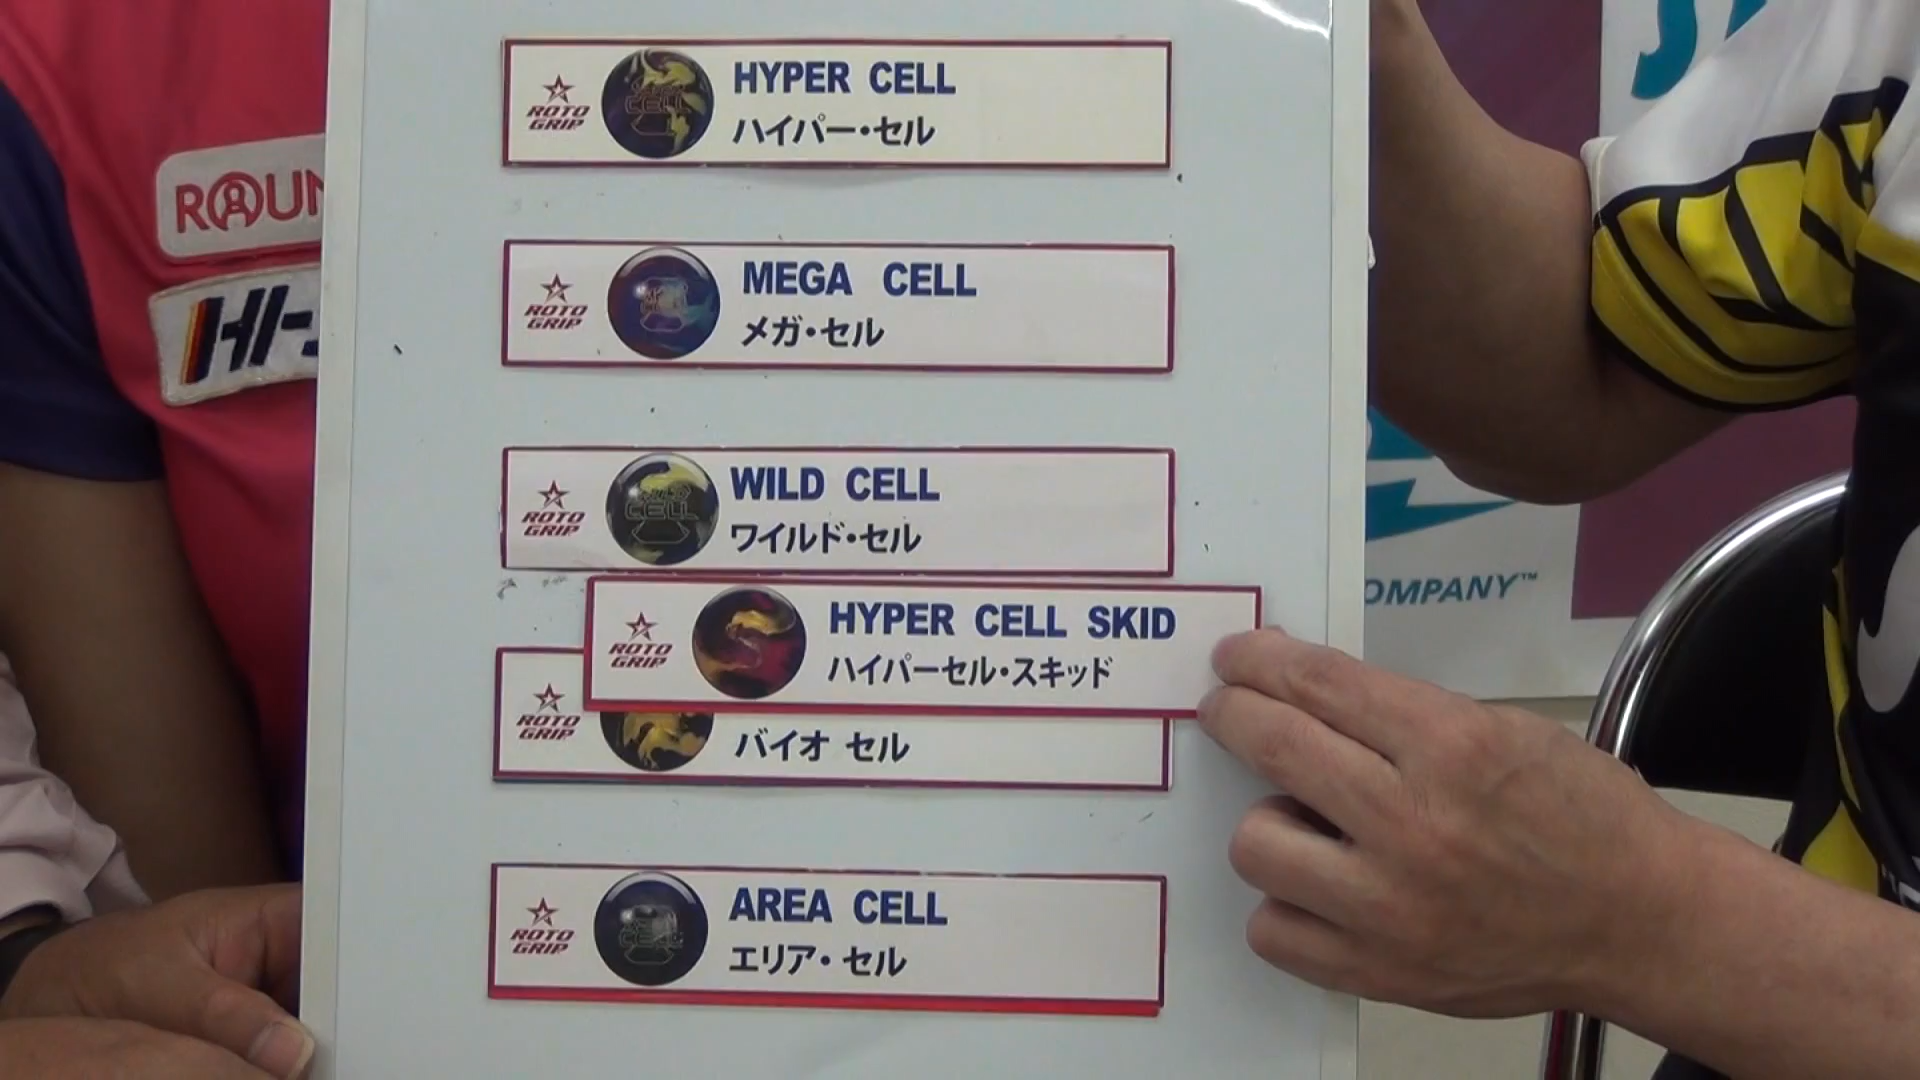 ROTO
GRIP
HYPER CELL
ハイパー・セル
ROUN
HI-
ROTO
GRIP
MEGA CELL
メガ・セル
ROTO
GRIP
WILD CELL
ワイルド・セル
OMPANY™
ROTO
GRIP
HYPER CELL SKID
ハイパーセル・スキッド
ROTO
GRIP
バイオ セル
ROTO
GRIP
AREA CELL
エリア・セル